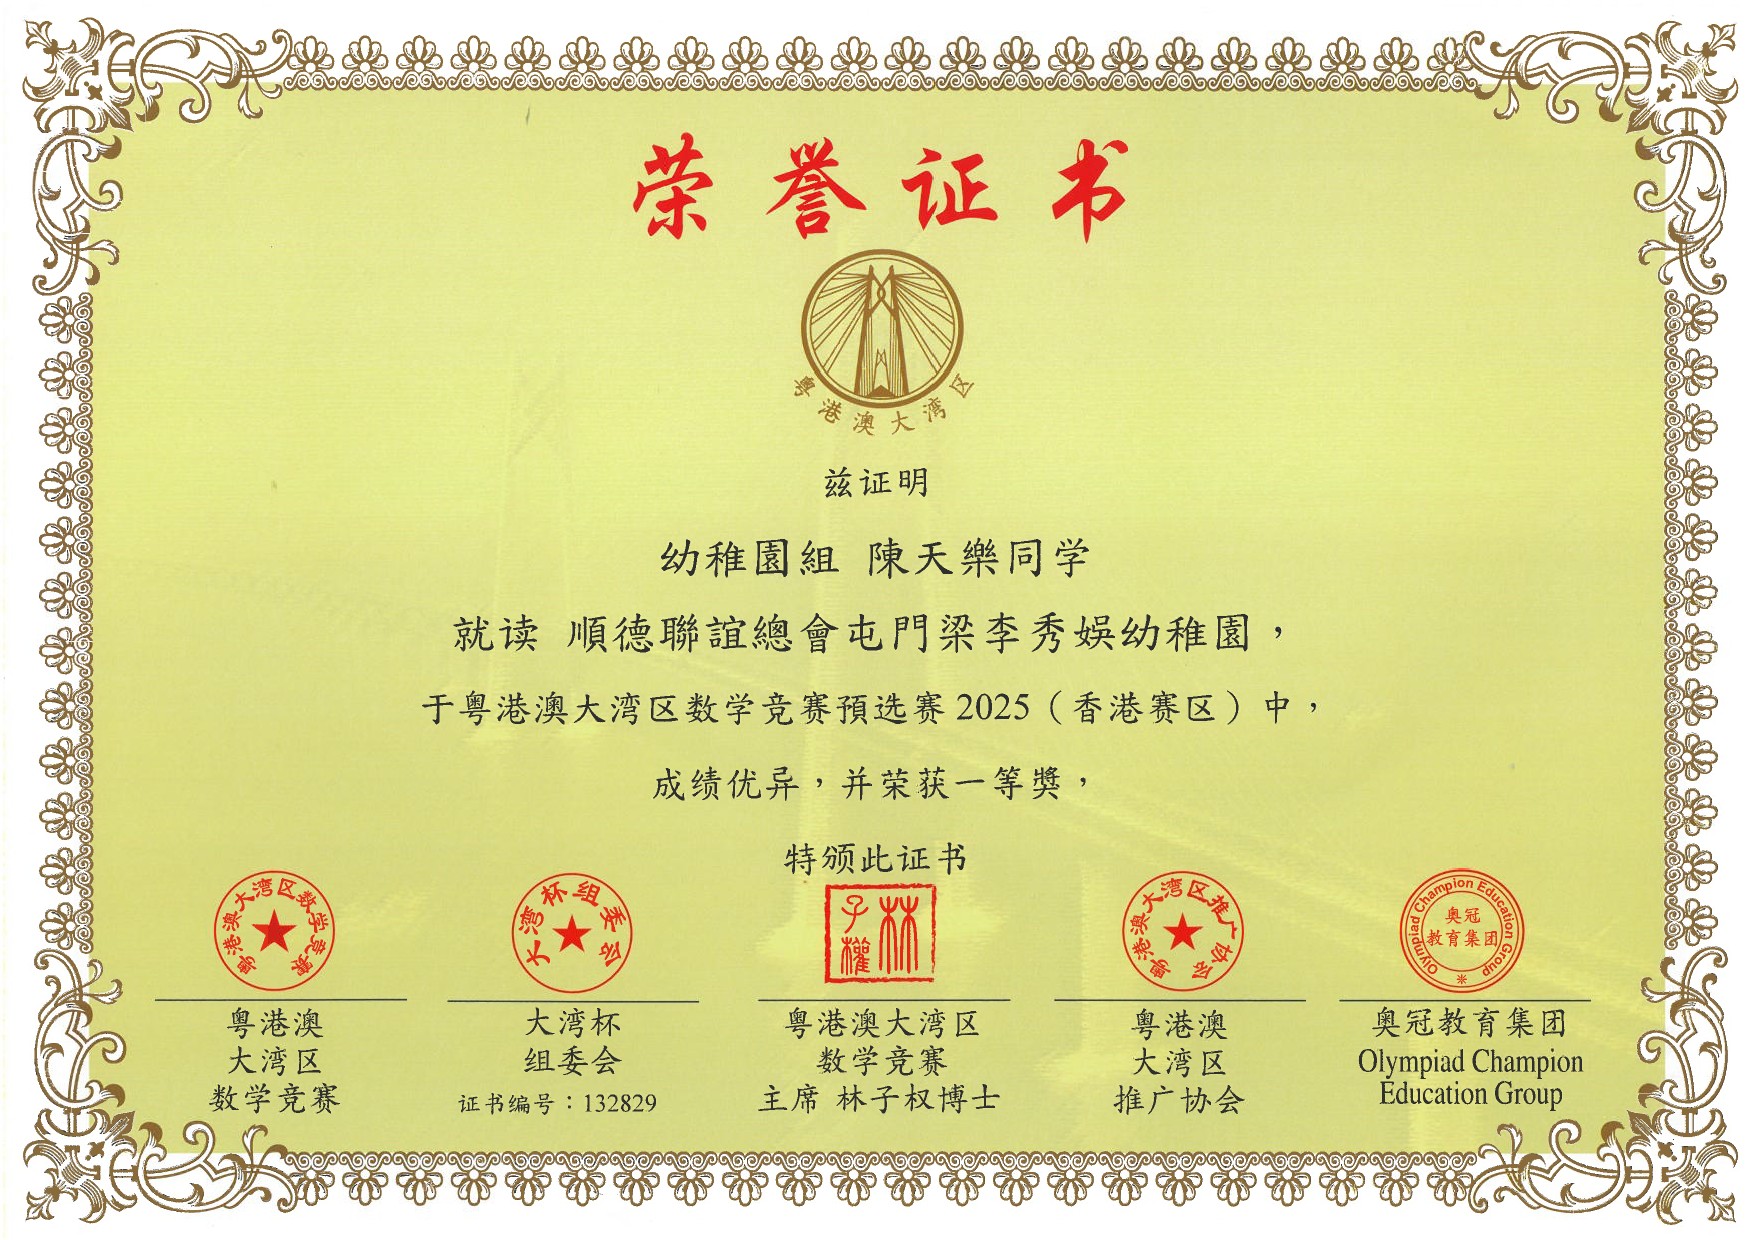 荣誉证书
粤港澳大湾区
兹证明
幼稚園組 陳天樂同学
就读 順德聯誼總會屯門梁李秀娛幼稚園，
于粤港澳大湾区数学竞赛預选赛 2025（香港赛区）中，
成绩优异，并荣获一等獎，
特颁此证书
粤港澳大湾区数学竞赛
大湾杯组委会
林子權
粤港澳大湾区推广协会
Olympiad Champion Education Group
奥冠
教育集团
粤港澳
大湾区
数学竞赛
大湾杯
组委会
证书编号：132829
粤港澳大湾区
数学竞赛
主席 林子权博士
粤港澳
大湾区
推广协会
奥冠教育集团
Olympiad Champion
Education Group